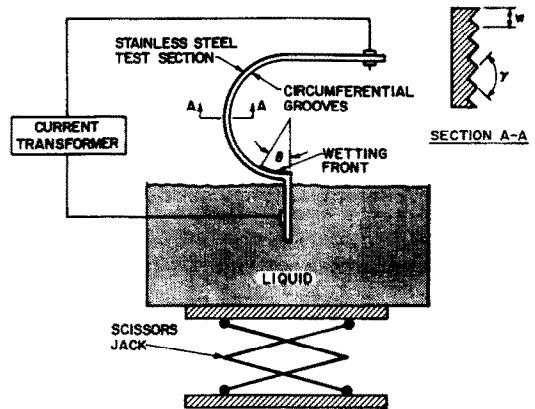 STAINLESS STEEL
TEST SECTION
CIRCUMFERENTIAL
GROOVES
A
A
CURRENT
TRANSFORMER
θ
WETTING
FRONT
LIQUID
SCISSORS
JACK
W
γ
SECTION A-A